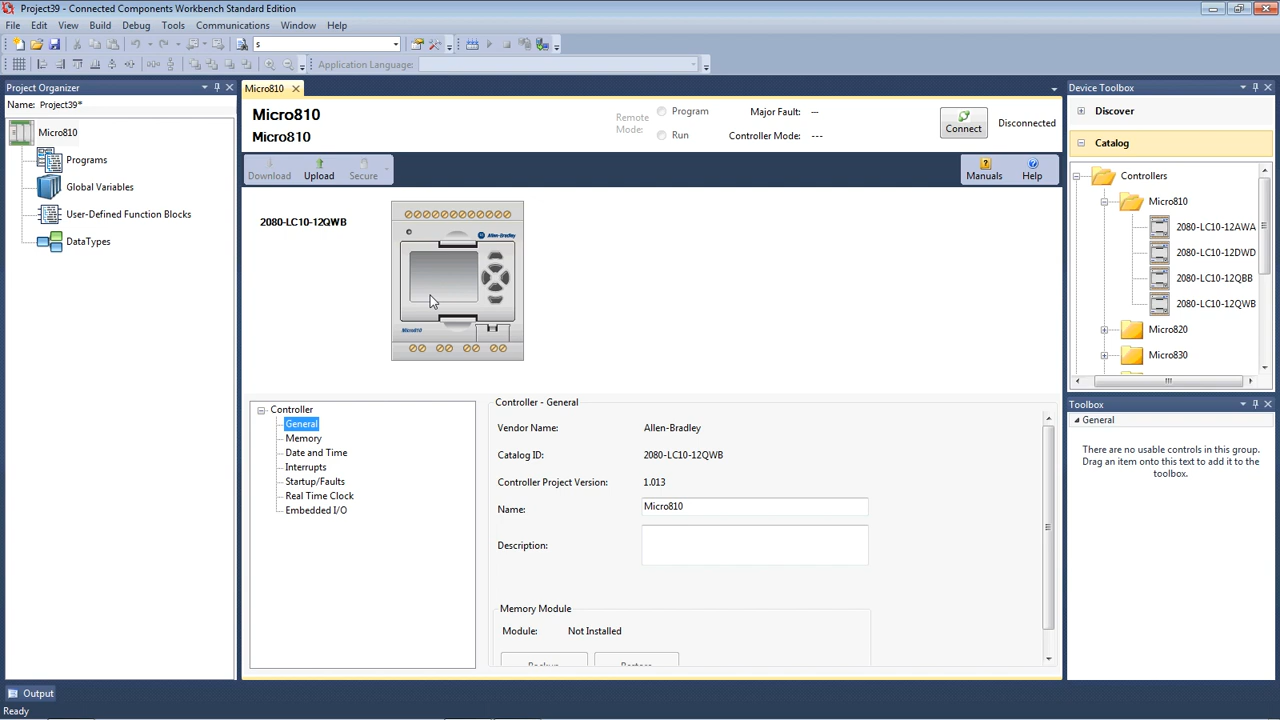 Project39 - Connected Components Workbench Standard Edition
File Edit View Build Debug Tools Communications Window Help
s
Application Language:
Project Organizer
Name: Project39*
Micro810
Programs
Global Variables
User-Defined Function Blocks
DataTypes
Micro810
Micro810
Micro810
Remote Mode:
Program
Run
Major Fault: ---
Controller Mode: ---
Connect
Disconnected
Download Upload Secure
Manuals Help
2080-LC10-12QWB
Allen-Bradley
Micro810
Controller
General
Memory
Date and Time
Interrupts
Startup/Faults
Real Time Clock
Embedded I/O
Controller - General
Vendor Name: Allen-Bradley
Catalog ID: 2080-LC10-12QWB
Controller Project Version: 1.013
Name: Micro810
Description:
Memory Module
Module: Not Installed
Backup Restore
Device Toolbox
Discover
Catalog
Controllers
Micro810
2080-LC10-12AWA
2080-LC10-12DWD
2080-LC10-12QBB
2080-LC10-12QWB
Micro820
Micro830
Toolbox
General
There are no usable controls in this group.
Drag an item onto this text to add it to the
toolbox.
Output
Ready